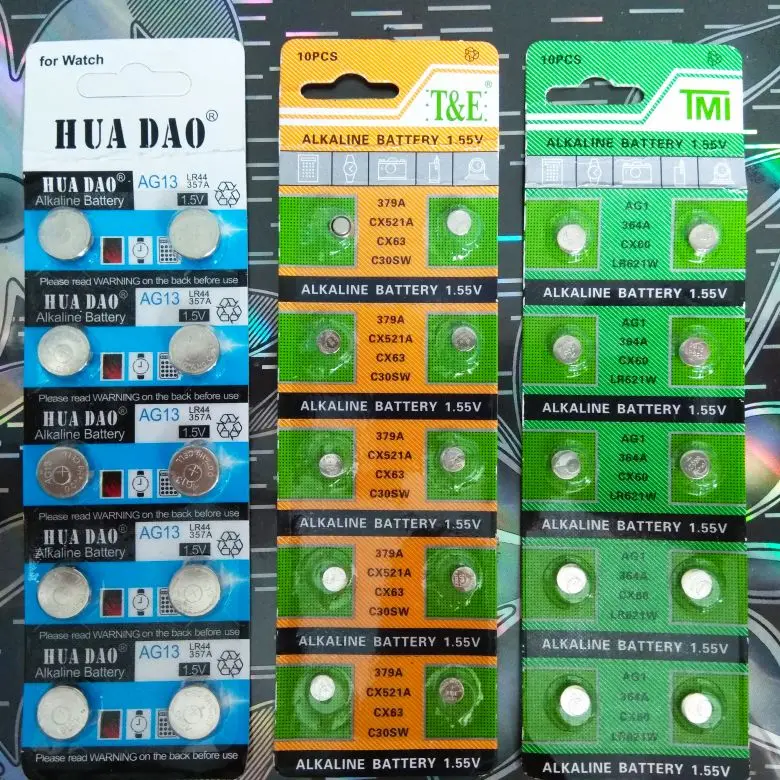 for Watch
HUA DAO®
HUA DAO® AG13 LR44 357A
Alkaline Battery 1.5V
Please read WARNING on the back before use
HUA DAO® AG13 LR44 357A
Alkaline Battery 1.5V
Please read WARNING on the back before use
HUA DAO® AG13 LR44 357A
Alkaline Battery 1.5V
Please read WARNING on the back before use
HUA DAO® AG13 LR44 357A
Alkaline Battery 1.5V
Please read WARNING on the back before use
HUA DAO® AG13 LR44 357A
Alkaline Battery 1.5V
10PCS
T&E®
ALKALINE BATTERY 1.55V
379A
CX521A
CX63
C30SW
ALKALINE BATTERY 1.55V
379A
CX521A
CX63
C30SW
ALKALINE BATTERY 1.55V
379A
CX521A
CX63
C30SW
ALKALINE BATTERY 1.55V
379A
CX521A
CX63
C30SW
ALKALINE BATTERY 1.55V
379A
CX521A
CX63
C30SW
ALKALINE BATTERY 1.55V
10PCS
TMI
ALKALINE BATTERY 1.55V
AG1
364A
CX60
LR621W
ALKALINE BATTERY 1.55V
AG1
364A
CX60
LR621W
ALKALINE BATTERY 1.55V
AG1
364A
CX60
LR621W
ALKALINE BATTERY 1.55V
AG1
364A
CX60
LR621W
ALKALINE BATTERY 1.55V
AG1
364A
CX60
LR621W
ALKALINE BATTERY 1.55V